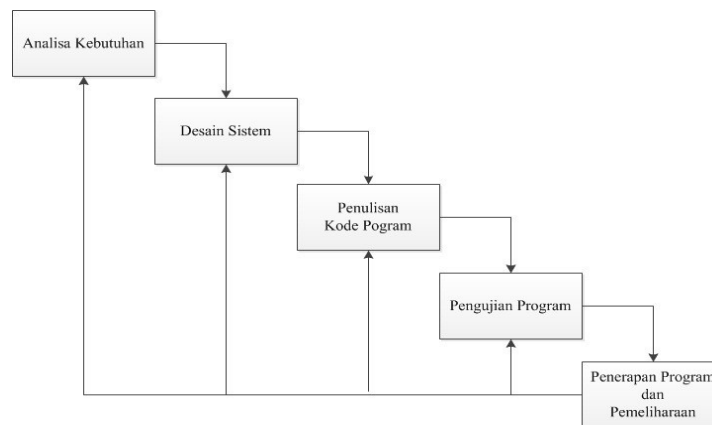 Analisa Kebutuhan
Desain Sistem
Penulisan
Kode Pogram
Pengujian Program
Penerapan Program
dan
Pemeliharaan